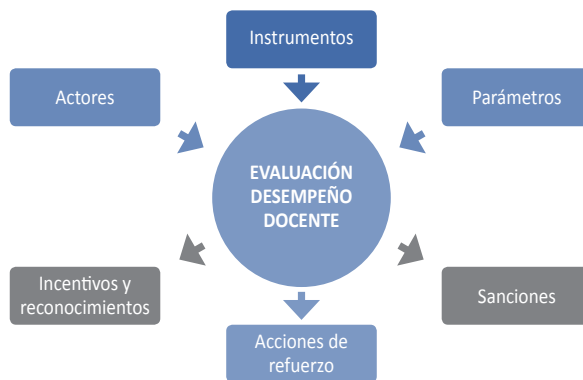 Instrumentos
Actores
Parámetros
EVALUACIÓN
DESEMPEÑO
DOCENTE
Incentivos y
reconocimientos
Sanciones
Acciones de
refuerzo